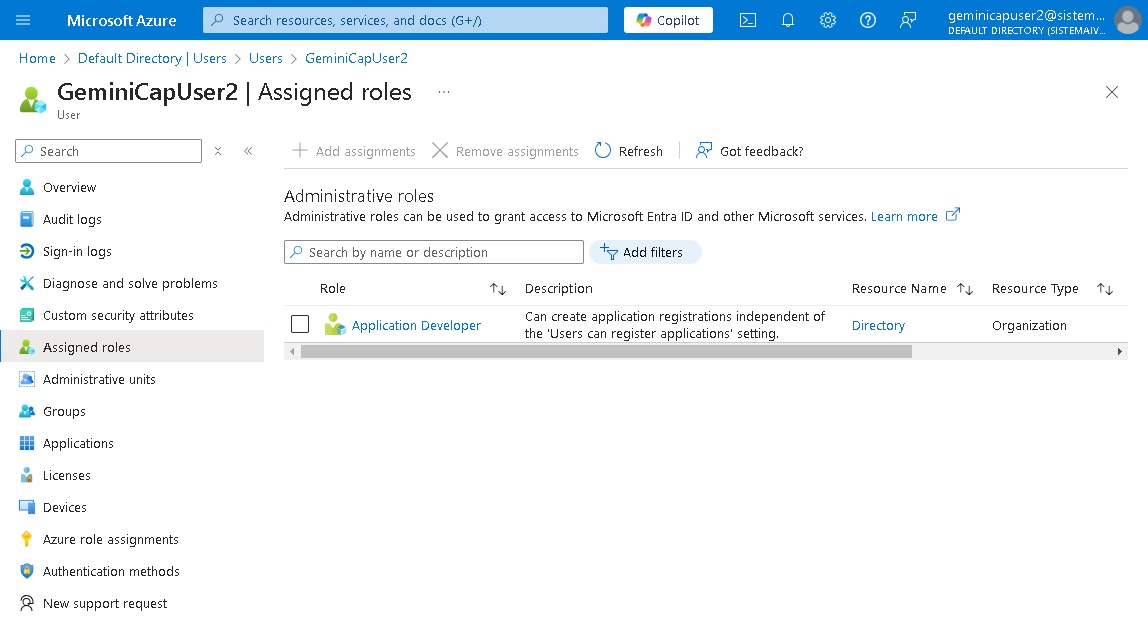 Microsoft Azure
Search resources, services, and docs (G+/)
Copilot
geminicapuser2@sistem...
DEFAULT DIRECTORY (SISTEMAIV...
Home > Default Directory | Users > Users > GeminiCapUser2
GeminiCapUser2 | Assigned roles ...
User
Search
Overview
Audit logs
Sign-in logs
Diagnose and solve problems
Custom security attributes
Assigned roles
Administrative units
Groups
Applications
Licenses
Devices
Azure role assignments
Authentication methods
New support request
Add assignments
Remove assignments
Refresh
Got feedback?
Administrative roles
Administrative roles can be used to grant access to Microsoft Entra ID and other Microsoft services. Learn more
Search by name or description
Add filters
Role
Description
Resource Name
Resource Type
Application Developer
Can create application registrations independent of
the 'Users can register applications' setting.
Directory
Organization